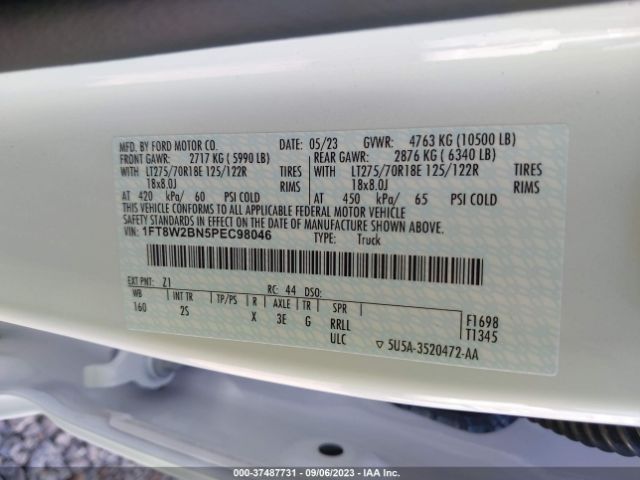 MFD. BY FORD MOTOR CO. DATE: 05/23 GVWR: 4763 KG (10500 LB)
FRONT GAWR: 2717 KG ( 5990 LB) REAR GAWR: 2876 KG ( 6340 LB)
WITH LT275/70R18E 125/122R TIRES WITH LT275/70R18E 125/122R TIRES
18x8.0J RIMS 18x8.0J RIMS
AT 420 kPa/ 60 PSI COLD AT 450 kPa/ 65 PSI COLD
THIS VEHICLE CONFORMS TO ALL APPLICABLE FEDERAL MOTOR VEHICLE
SAFETY STANDARDS IN EFFECT ON THE DATE OF MANUFACTURE SHOWN ABOVE.
VIN: 1FT8W2BN5PEC98046 TYPE: Truck
EXT PNT: Z1 RC: 44 DSO:
WB INT TR TP/PS R AXLE TR SPR
160 2S X 3E G RRLL F1698
ULC T1345
▽ 5U5A-3520472-AA
000-37487731 - 09/06/2023 - IAA Inc.